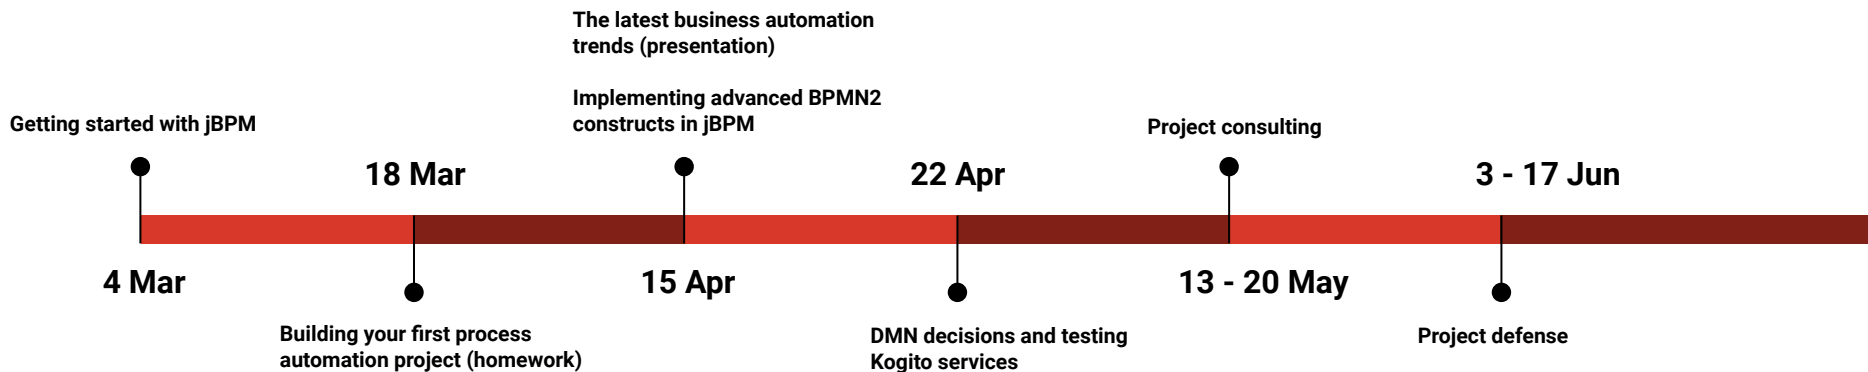 The latest business automation
trends (presentation)
Implementing advanced BPMN2
constructs in jBPM
Getting started with jBPM
Project consulting
18 Mar
22 Apr
3 - 17 Jun
4 Mar
15 Apr
13 - 20 May
Building your first process
automation project (homework)
DMN decisions and testing
Kogito services
Project defense